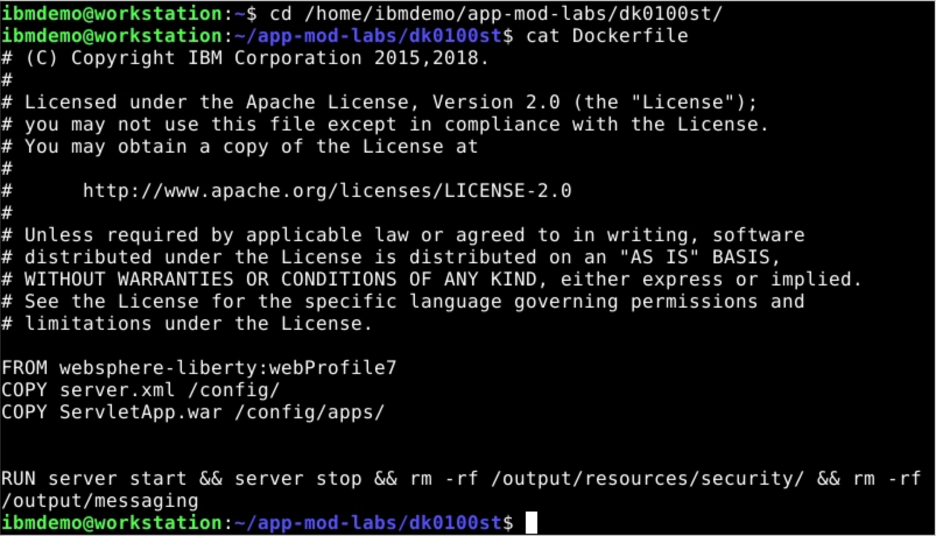 ibmdemo@workstation:~$ cd /home/ibmdemo/app-mod-labs/dk0100st/
ibmdemo@workstation:~/app-mod-labs/dk0100st$ cat Dockerfile
# (C) Copyright IBM Corporation 2015,2018.
#
# Licensed under the Apache License, Version 2.0 (the "License");
# you may not use this file except in compliance with the License.
# You may obtain a copy of the License at
#
#      http://www.apache.org/licenses/LICENSE-2.0
#
# Unless required by applicable law or agreed to in writing, software
# distributed under the License is distributed on an "AS IS" BASIS,
# WITHOUT WARRANTIES OR CONDITIONS OF ANY KIND, either express or implied.
# See the License for the specific language governing permissions and
# limitations under the License.

FROM websphere-liberty:webProfile7
COPY server.xml /config/
COPY ServletApp.war /config/apps/


RUN server start && server stop && rm -rf /output/resources/security/ && rm -rf
/output/messaging
ibmdemo@workstation:~/app-mod-labs/dk0100st$